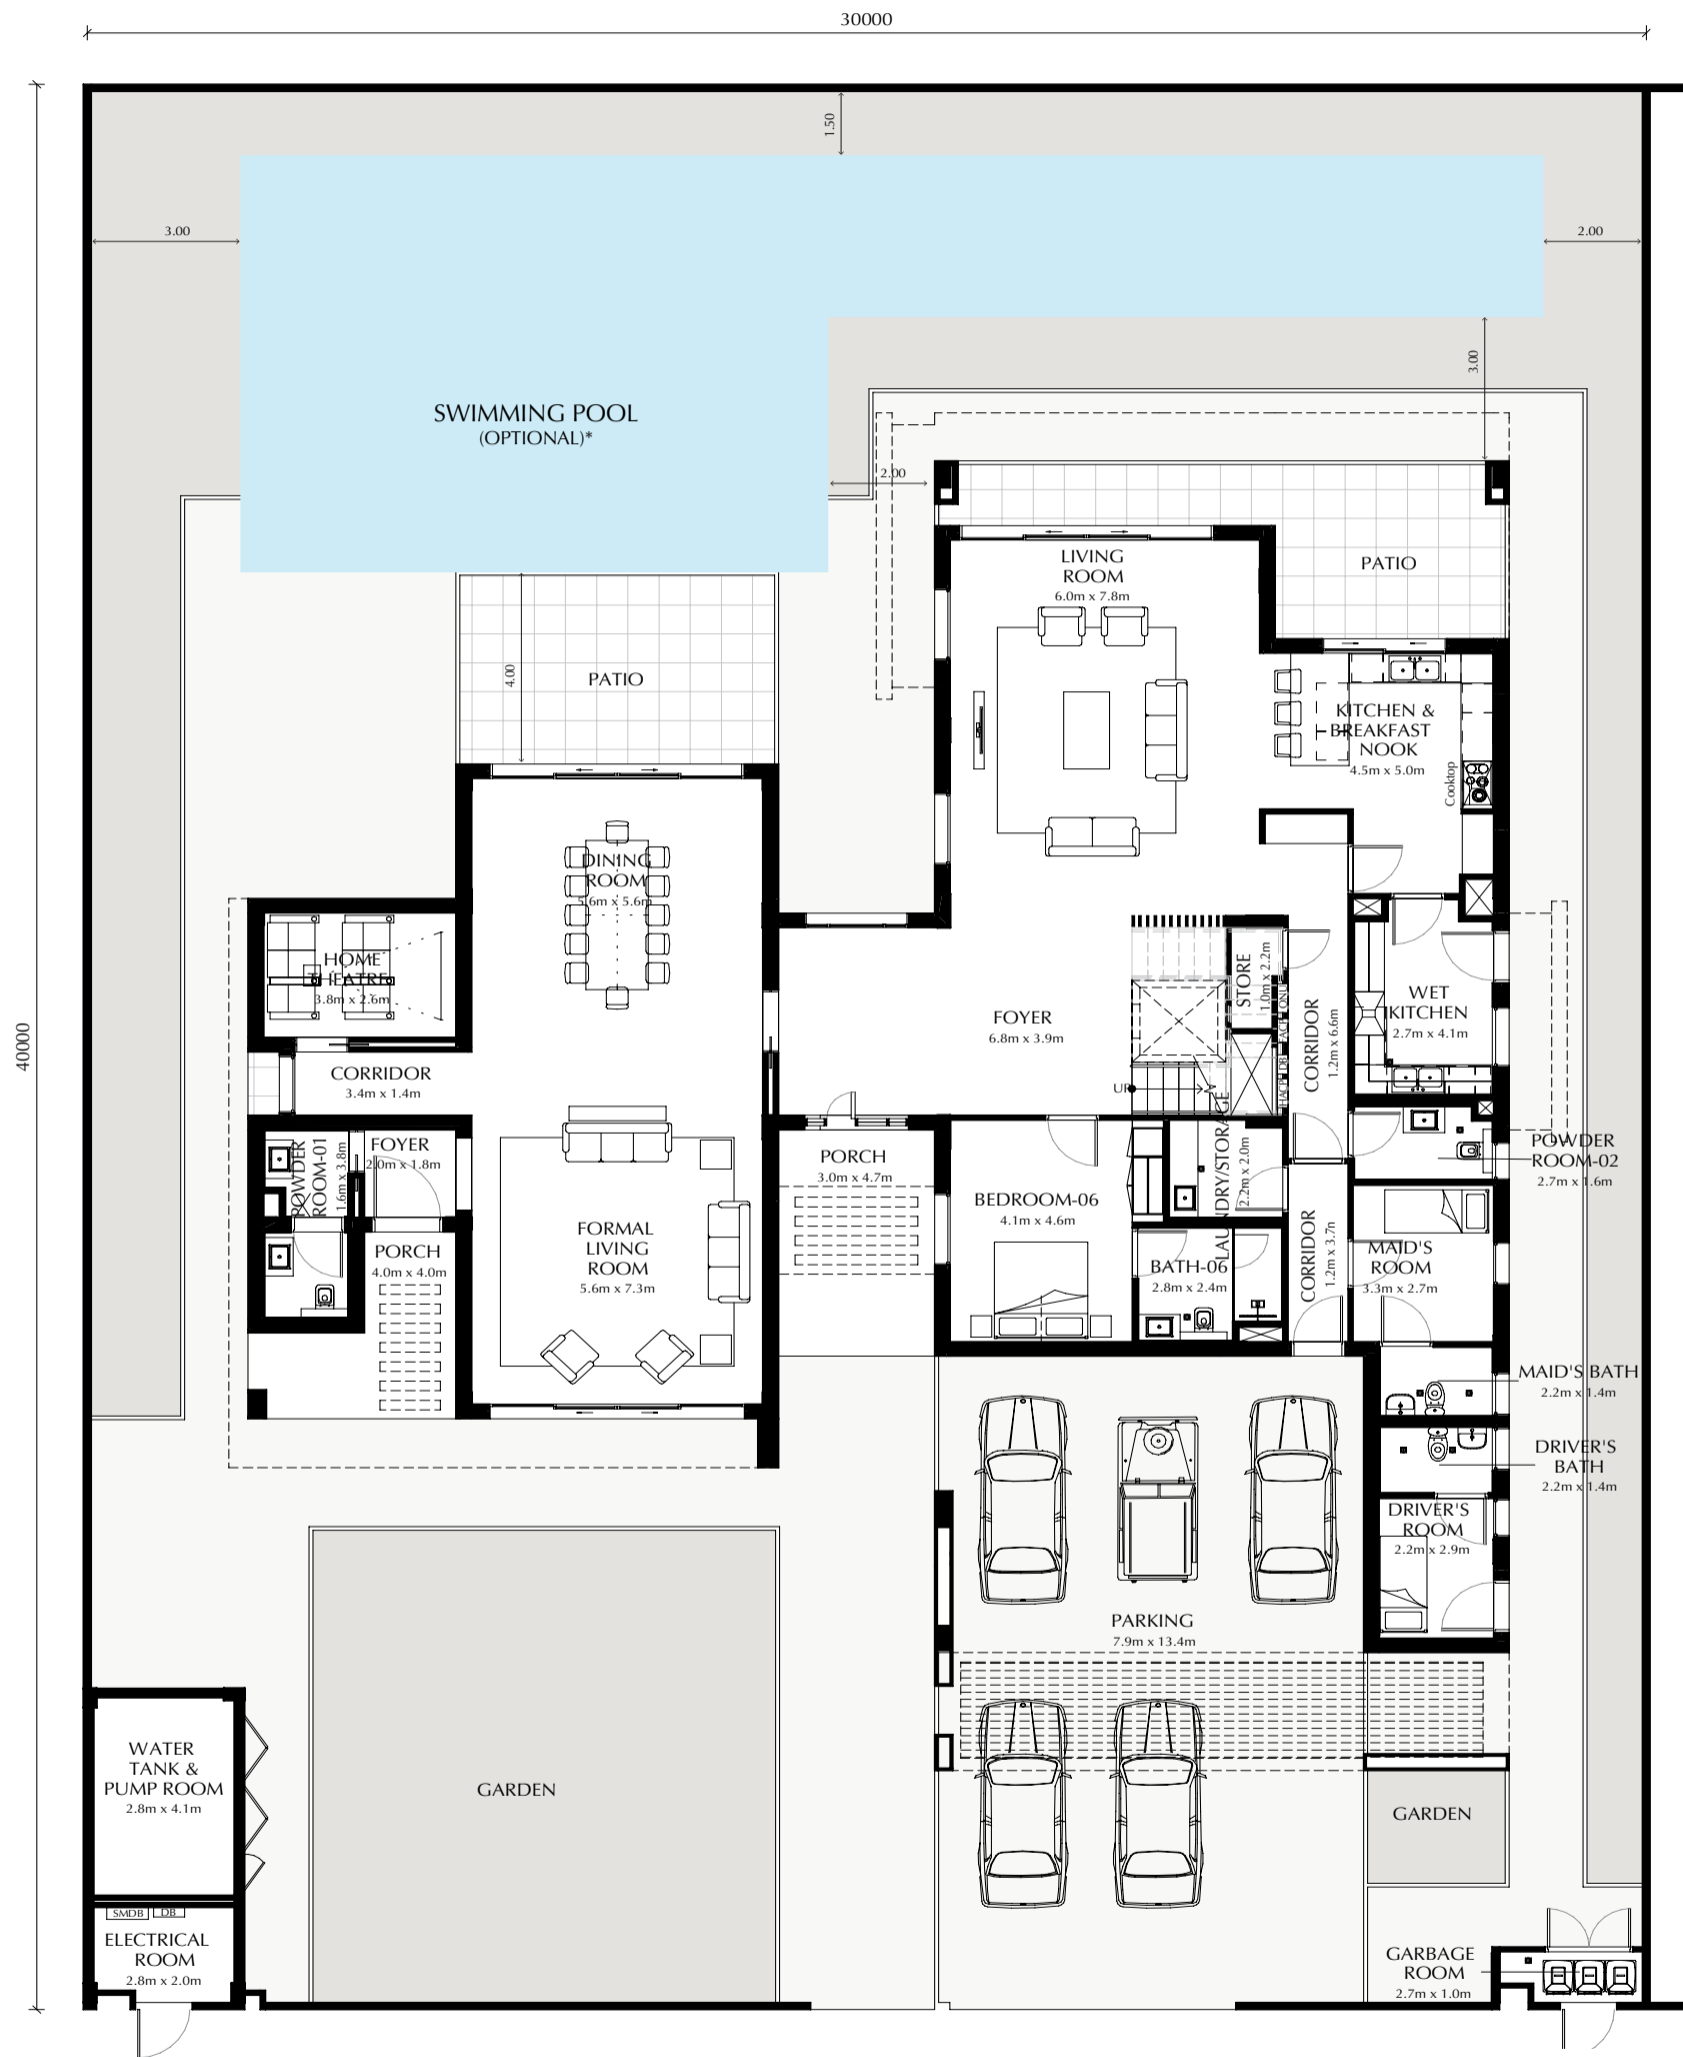 30000
40000
1.50
3.00
2.00
3.00
SWIMMING POOL
(OPTIONAL)*
2.00
LIVING
ROOM
6.0m x 7.8m
PATIO
4.00
PATIO
KITCHEN &
BREAKFAST
NOOK
4.5m x 5.0m
Cooktop
DINING
ROOM
5.6m x 5.6m
HOME
THEATRE
3.8m x 2.6m
STORE
1.0m x 2.2m
WET
KITCHEN
2.7m x 4.1m
FOYER
6.8m x 3.9m
CORRIDOR
1.2m x 6.6m
CORRIDOR
3.4m x 1.4m
UP
POWDER
ROOM-01
1.6m x 3.8m
FOYER
2.0m x 1.8m
PORCH
3.0m x 4.7m
LAUNDRY/STORAGE
2.2m x 2.0m
POWDER
ROOM-02
2.7m x 1.6m
BEDROOM-06
4.1m x 4.6m
FORMAL
LIVING
ROOM
5.6m x 7.3m
PORCH
4.0m x 4.0m
BATH-06
2.8m x 2.4m
CORRIDOR
1.2m x 3.7n
MAID'S
ROOM
3.3m x 2.7m
MAID'S BATH
2.2m x 1.4m
DRIVER'S
BATH
2.2m x 1.4m
DRIVER'S
ROOM
2.2m x 2.9m
PARKING
7.9m x 13.4m
WATER
TANK &
PUMP ROOM
2.8m x 4.1m
GARDEN
GARDEN
SMDB DB
ELECTRICAL
ROOM
2.8m x 2.0m
GARBAGE
ROOM
2.7m x 1.0m